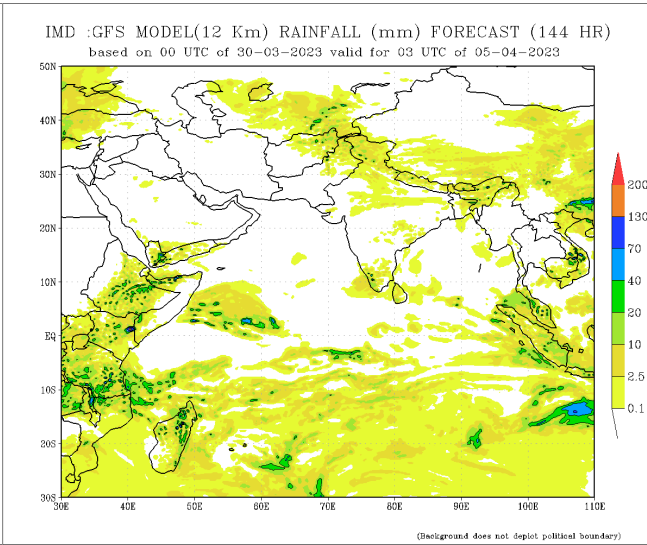 IMD :GFS MODEL(12 Km) RAINFALL (mm) FORECAST (144 HR)
based on 00 UTC of 30-03-2023 valid for 03 UTC of 05-04-2023
50N
40N
30N
20N
10N
EQ
10S
20S
30S
30E 40E 50E 60E 70E 80E 90E 100E 110E
200
130
70
40
20
10
2.5
0.1
(Background does not depict political boundary)